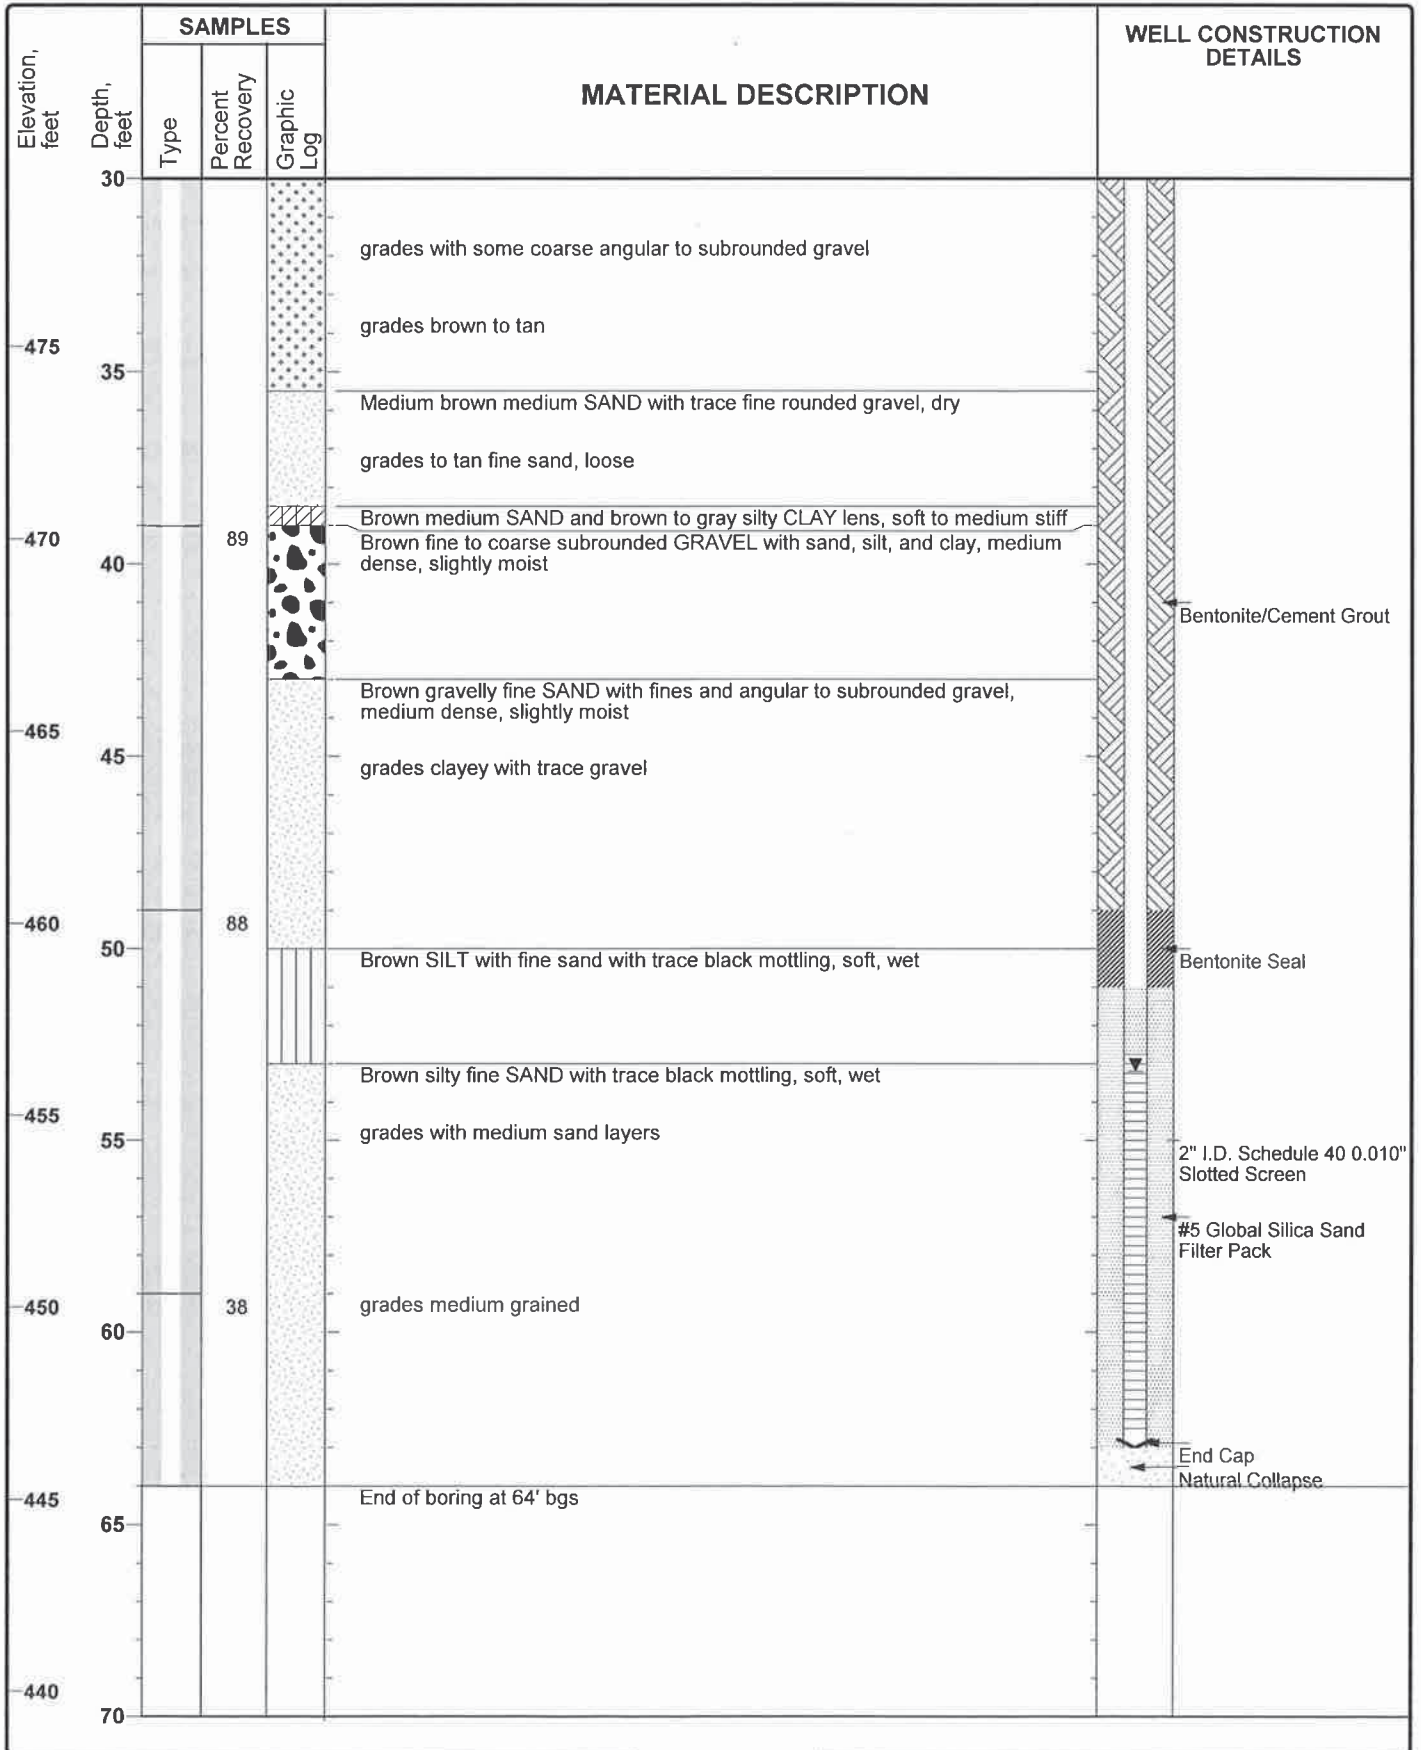 SAMPLES
WELL CONSTRUCTION
DETAILS
MATERIAL DESCRIPTION
Elevation,
feet
Depth,
feet
Type
Percent
Recovery
Graphic
Log
30
grades with some coarse angular to subrounded gravel
grades brown to tan
475
35
Medium brown medium SAND with trace fine rounded gravel, dry
grades to tan fine sand, loose
Brown medium SAND and brown to gray silty CLAY lens, soft to medium stiff
470
89
Brown fine to coarse subrounded GRAVEL with sand, silt, and clay, medium
dense, slightly moist
40
Bentonite/Cement Grout
Brown gravelly fine SAND with fines and angular to subrounded gravel,
medium dense, slightly moist
465
45
grades clayey with trace gravel
460
88
50
Brown SILT with fine sand with trace black mottling, soft, wet
Bentonite Seal
Brown silty fine SAND with trace black mottling, soft, wet
455
grades with medium sand layers
55
2" I.D. Schedule 40 0.010"
Slotted Screen
#5 Global Silica Sand
Filter Pack
450
38
grades medium grained
60
End Cap
Natural Collapse
445
End of boring at 64' bgs
65
440
70